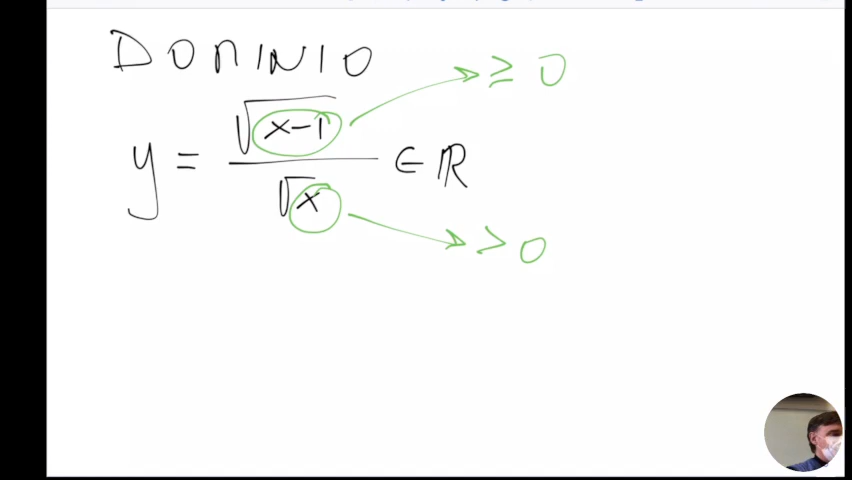 DOMINIO
≥ 0
y = √(x-1) / √x ∈ ℝ
> 0